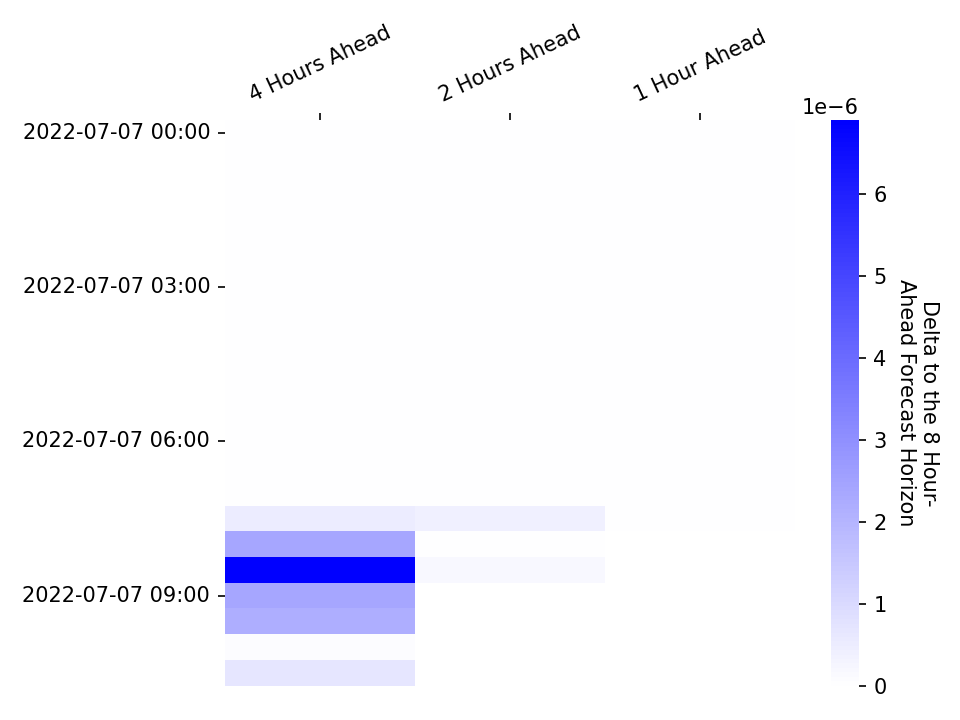 4 Hours Ahead
2 Hours Ahead
1 Hour Ahead
1e−6
2022-07-07 00:00
2022-07-07 03:00
2022-07-07 06:00
2022-07-07 09:00
6
5
4
3
2
1
0
Delta to the 8 Hour-
Ahead Forecast Horizon